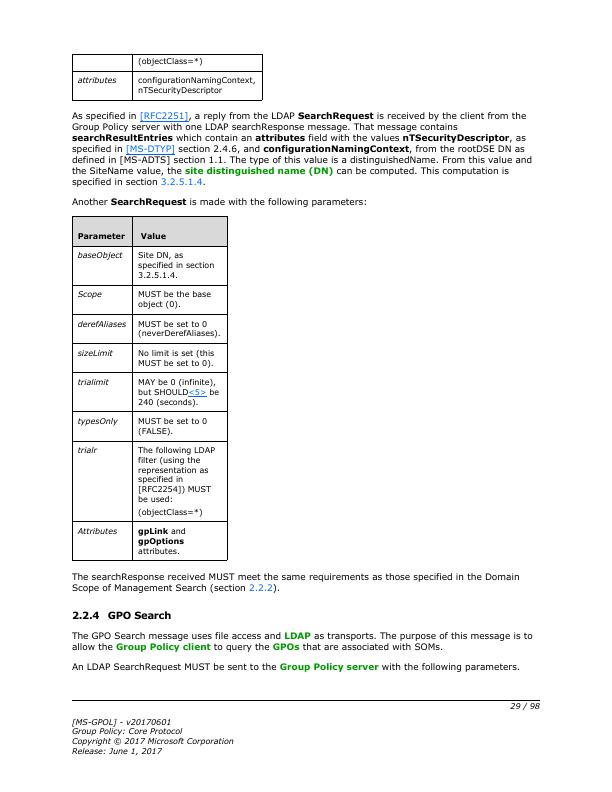 (objectClass=*)
attributes
configurationNamingContext,
nTSecurityDescriptor
As specified in [RFC2251], a reply from the LDAP SearchRequest is received by the client from the
Group Policy server with one LDAP searchResponse message. That message contains
searchResultEntries which contain an attributes field with the values nTSecurityDescriptor, as
specified in [MS-DTYP] section 2.4.6, and configurationNamingContext, from the rootDSE DN as
defined in [MS-ADTS] section 1.1. The type of this value is a distinguishedName. From this value and
the SiteName value, the site distinguished name (DN) can be computed. This computation is
specified in section 3.2.5.1.4.
Another SearchRequest is made with the following parameters:
Parameter Value
baseObject
Site DN, as
specified in section
3.2.5.1.4.
Scope
MUST be the base
object (0).
derefAliases
MUST be set to 0
(neverDerefAliases).
sizeLimit
No limit is set (this
MUST be set to 0).
trialimit
MAY be 0 (infinite),
but SHOULD<5> be
240 (seconds).
typesOnly
MUST be set to 0
(FALSE).
trialr
The following LDAP
filter (using the
representation as
specified in
[RFC2254]) MUST
be used:
(objectClass=*)
Attributes
gpLink and
gpOptions
attributes.
The searchResponse received MUST meet the same requirements as those specified in the Domain
Scope of Management Search (section 2.2.2).
2.2.4 GPO Search
The GPO Search message uses file access and LDAP as transports. The purpose of this message is to
allow the Group Policy client to query the GPOs that are associated with SOMs.
An LDAP SearchRequest MUST be sent to the Group Policy server with the following parameters.
29 / 98
[MS-GPOL] - v20170601
Group Policy: Core Protocol
Copyright © 2017 Microsoft Corporation
Release: June 1, 2017